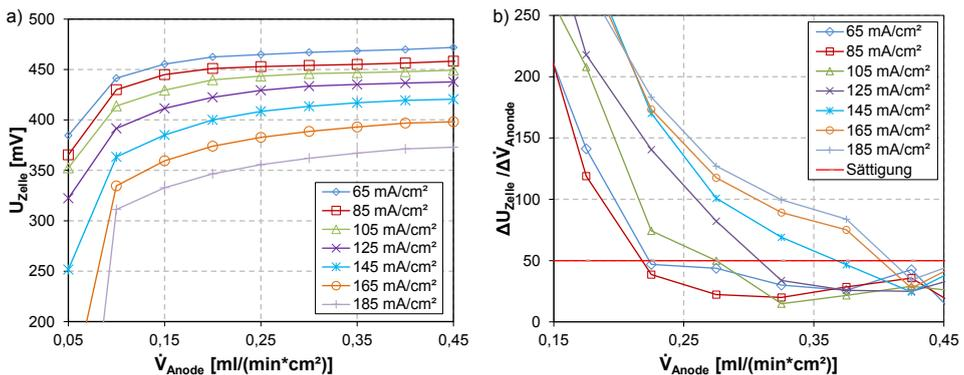 a)
500
450
400
350
300
250
200
U_Zelle [mV]
0,05
0,15
0,25
0,35
0,45
V̇_Anode [ml/(min*cm²)]
65 mA/cm²
85 mA/cm²
105 mA/cm²
125 mA/cm²
145 mA/cm²
165 mA/cm²
185 mA/cm²
b)
250
200
150
100
50
0
ΔU_Zelle /ΔV̇_Anonde
0,15
0,25
0,35
0,45
V̇_Anode [ml/(min*cm²)]
65 mA/cm²
85 mA/cm²
105 mA/cm²
125 mA/cm²
145 mA/cm²
165 mA/cm²
185 mA/cm²
Sättigung